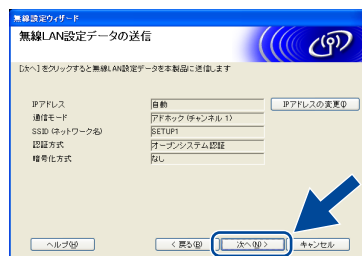 無線設定ウィザード
無線LAN設定データの送信
[次へ]をクリックすると無線LAN設定データを本製品に送信します
IPアドレス 自動 IPアドレスの変更(I)
通信モード アドホック (チャンネル 1)
SSID (ネットワーク名) SETUP1
認証方式 オープンシステム認証
暗号化方式 なし
ヘルプ(H) < 戻る(B) 次へ(N) > キャンセル